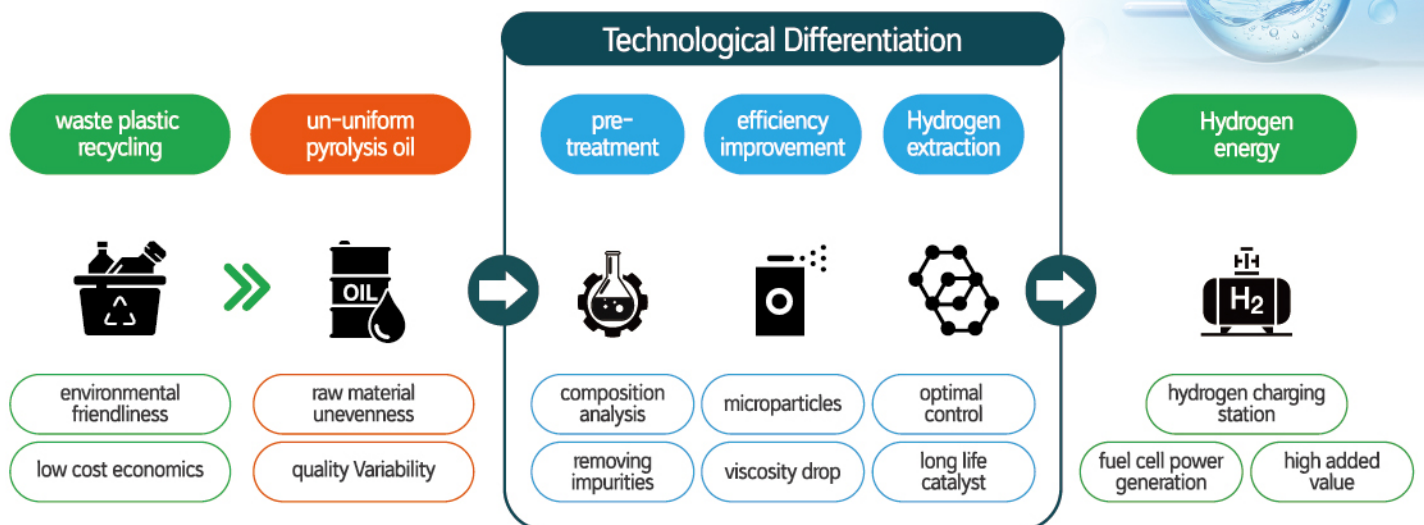 Technological Differentiation
waste plastic
recycling
un-uniform
pyrolysis oil
pre-
treatment
efficiency
improvement
Hydrogen
extraction
Hydrogen
energy
OIL
H2
environmental
friendliness
low cost economics
raw material
unevenness
quality Variability
composition
analysis
removing
impurities
microparticles
viscosity drop
optimal
control
long life
catalyst
hydrogen charging
station
fuel cell power
generation
high added
value